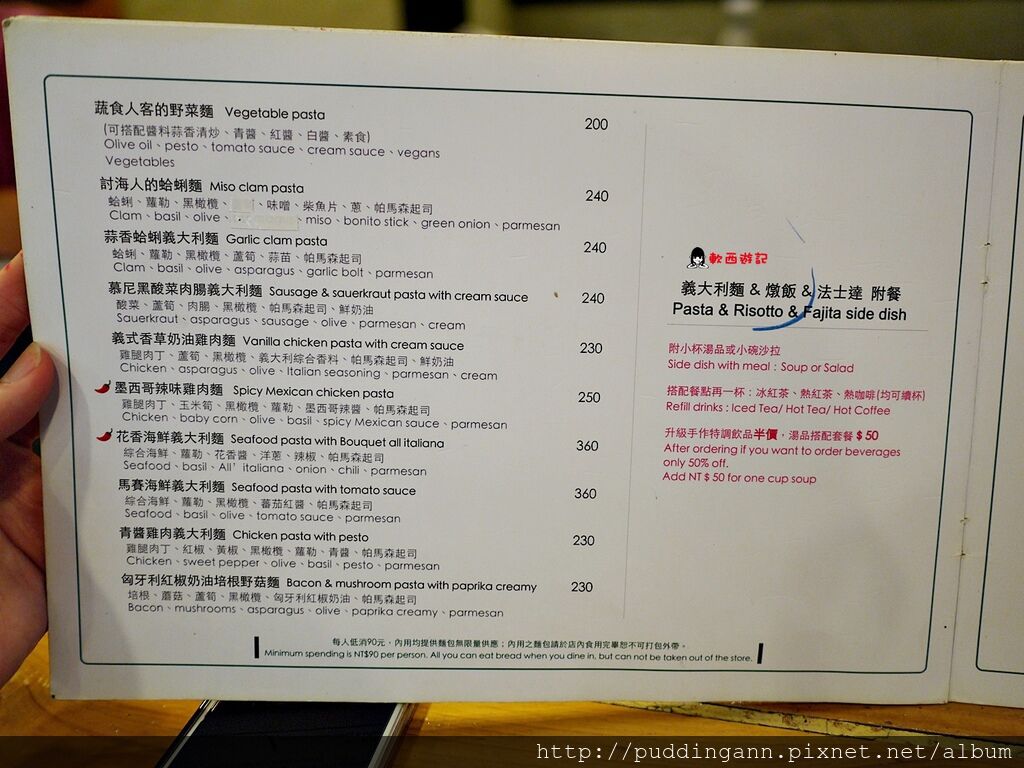 蔬食人客的野菜麵 Vegetable pasta 200
(可搭配醬料蒜香清炒、青醬、紅醬、白醬、素食)
Olive oil、pesto、tomato sauce、cream sauce、vegans
Vegetables
討海人的蛤蜊麵 Miso clam pasta 240
蛤蜊、蘿勒、黑橄欖、味噌、柴魚片、蔥、帕馬森起司
Clam、basil、olive、miso、bonito stick、green onion、parmesan
蒜香蛤蜊義大利麵 Garlic clam pasta 240
蛤蜊、蘿勒、黑橄欖、蘆筍、蒜苗、帕馬森起司
Clam、basil、olive、asparagus、garlic bolt、parmesan
慕尼黑酸菜肉腸義大利麵 Sausage & sauerkraut pasta with cream sauce 240
酸菜、蘆筍、肉腸、黑橄欖、帕馬森起司、鮮奶油
Sauerkraut、asparagus、sausage、olive、parmesan、cream
義式香草奶油雞肉麵 Vanilla chicken pasta with cream sauce 230
雞腿肉丁、蘆筍、黑橄欖、義大利綜合香料、帕馬森起司、鮮奶油
Chicken、asparagus、olive、Italian seasoning、parmesan、cream
墨西哥辣味雞肉麵 Spicy Mexican chicken pasta 250
雞腿肉丁、玉米筍、黑橄欖、蘿勒、墨西哥辣醬、帕馬森起司
Chicken、baby corn、olive、basil、spicy Mexican sauce、parmesan
花香海鮮義大利麵 Seafood pasta with Bouquet all italiana 360
綜合海鮮、蘿勒、花香醬、洋蔥、辣椒、帕馬森起司
Seafood、basil、All' italiana、onion、chili、parmesan
馬賽海鮮義大利麵 Seafood pasta with tomato sauce 360
綜合海鮮、蘿勒、黑橄欖、蕃茄紅醬、帕馬森起司
Seafood、basil、olive、tomato sauce、parmesan
青醬雞肉義大利麵 Chicken pasta with pesto 230
雞腿肉丁、紅椒、黃椒、黑橄欖、蘿勒、青醬、帕馬森起司
Chicken、sweet pepper、olive、basil、pesto、parmesan
匈牙利紅椒奶油培根野菇麵 Bacon & mushroom pasta with paprika creamy 230
培根、蘑菇、蘆筍、黑橄欖、匈牙利紅椒奶油、帕馬森起司
Bacon、mushrooms、asparagus、olive、paprika creamy、parmesan
每人低消90元，內用均提供麵包無限量供應；內用之麵包請於店內食用完畢恕不可打包外帶。
Minimum spending is NT$90 per person. All you can eat bread when you dine in, but can not be taken out of the store.
軟西遊記
義大利麵 & 燉飯 & 法士達 附餐
Pasta & Risotto & Fajita side dish
附小杯湯品或小碗沙拉
Side dish with meal：Soup or Salad
搭配餐點再一杯：冰紅茶、熱紅茶、熱咖啡(均可續杯)
Refill drinks : Iced Tea/ Hot Tea/ Hot Coffee
升級手作特調飲品半價，湯品搭配套餐＄50
After ordering if you want to order beverages
only 50% off.
Add NT＄50 for one cup soup
http://puddingann.pixnet.net/album